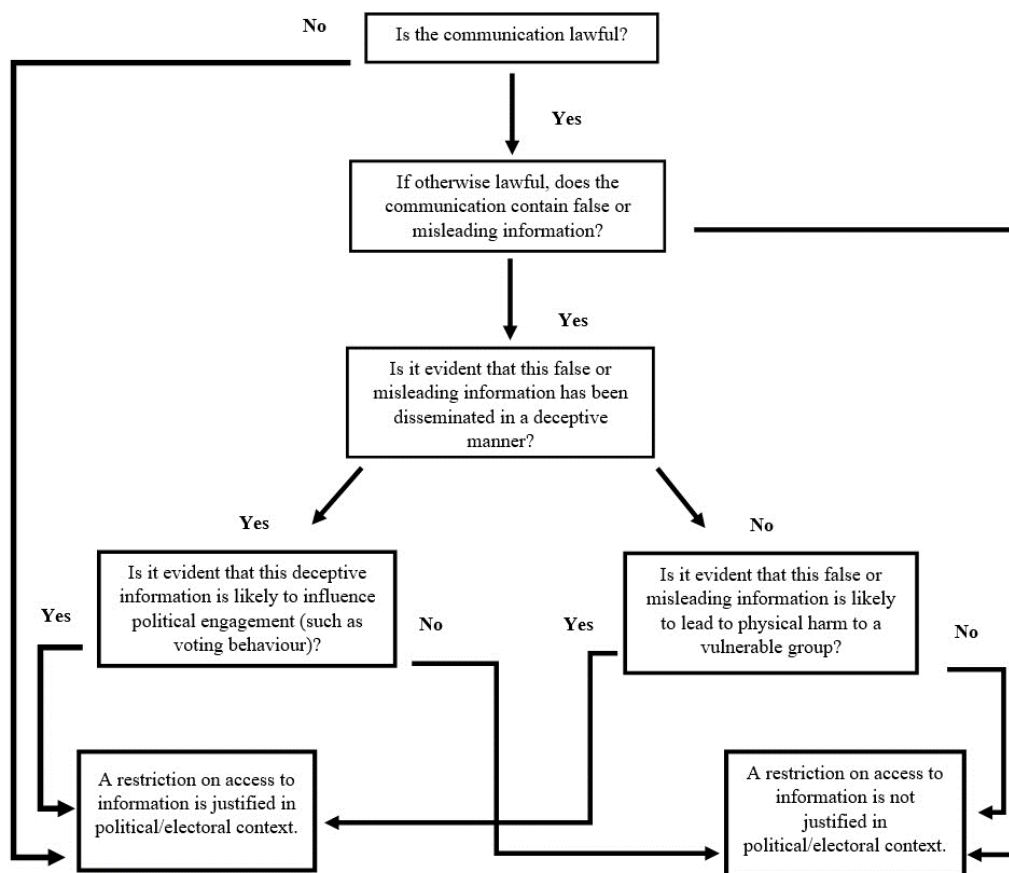 No
Is the communication lawful?
Yes
If otherwise lawful, does the
communication contain false or
misleading information?
Yes
Is it evident that this false or
misleading information has been
disseminated in a deceptive
manner?
Yes
No
Is it evident that this deceptive
information is likely to influence
political engagement (such as
voting behaviour)?
Yes
No
Is it evident that this false or
misleading information is likely
to lead to physical harm to a
vulnerable group?
Yes
No
A restriction on access to
information is justified in
political/electoral context.
A restriction on access to
information is not
justified in
political/electoral context.